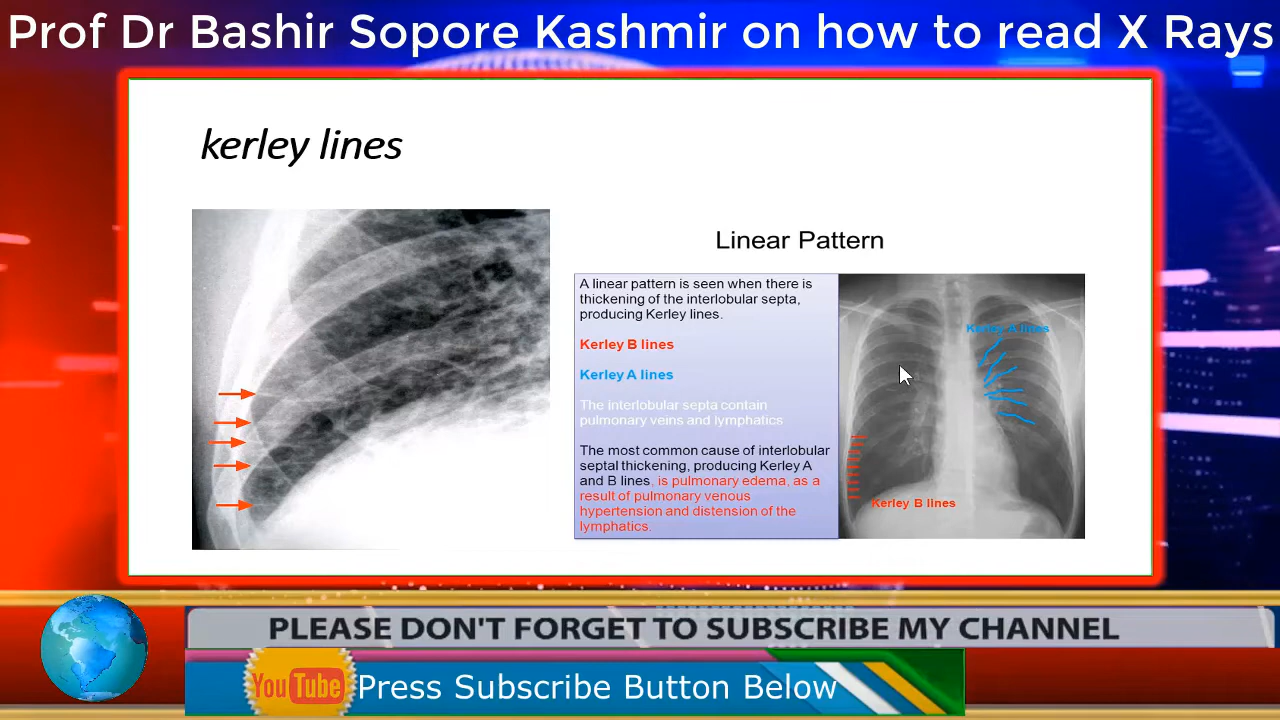 Prof Dr Bashir Sopore Kashmir on how to read X Rays
kerley lines
Linear Pattern
A linear pattern is seen when there is
thickening of the interlobular septa,
producing Kerley lines.
Kerley B lines
Kerley A lines
The interlobular septa contain
pulmonary veins and lymphatics
The most common cause of interlobular
septal thickening, producing Kerley A
and B lines, is pulmonary edema, as a
result of pulmonary venous
hypertension and distension of the
lymphatics.
Kerley A lines
Kerley B lines
PLEASE DON'T FORGET TO SUBSCRIBE MY CHANNEL
YouTube Press Subscribe Button Below